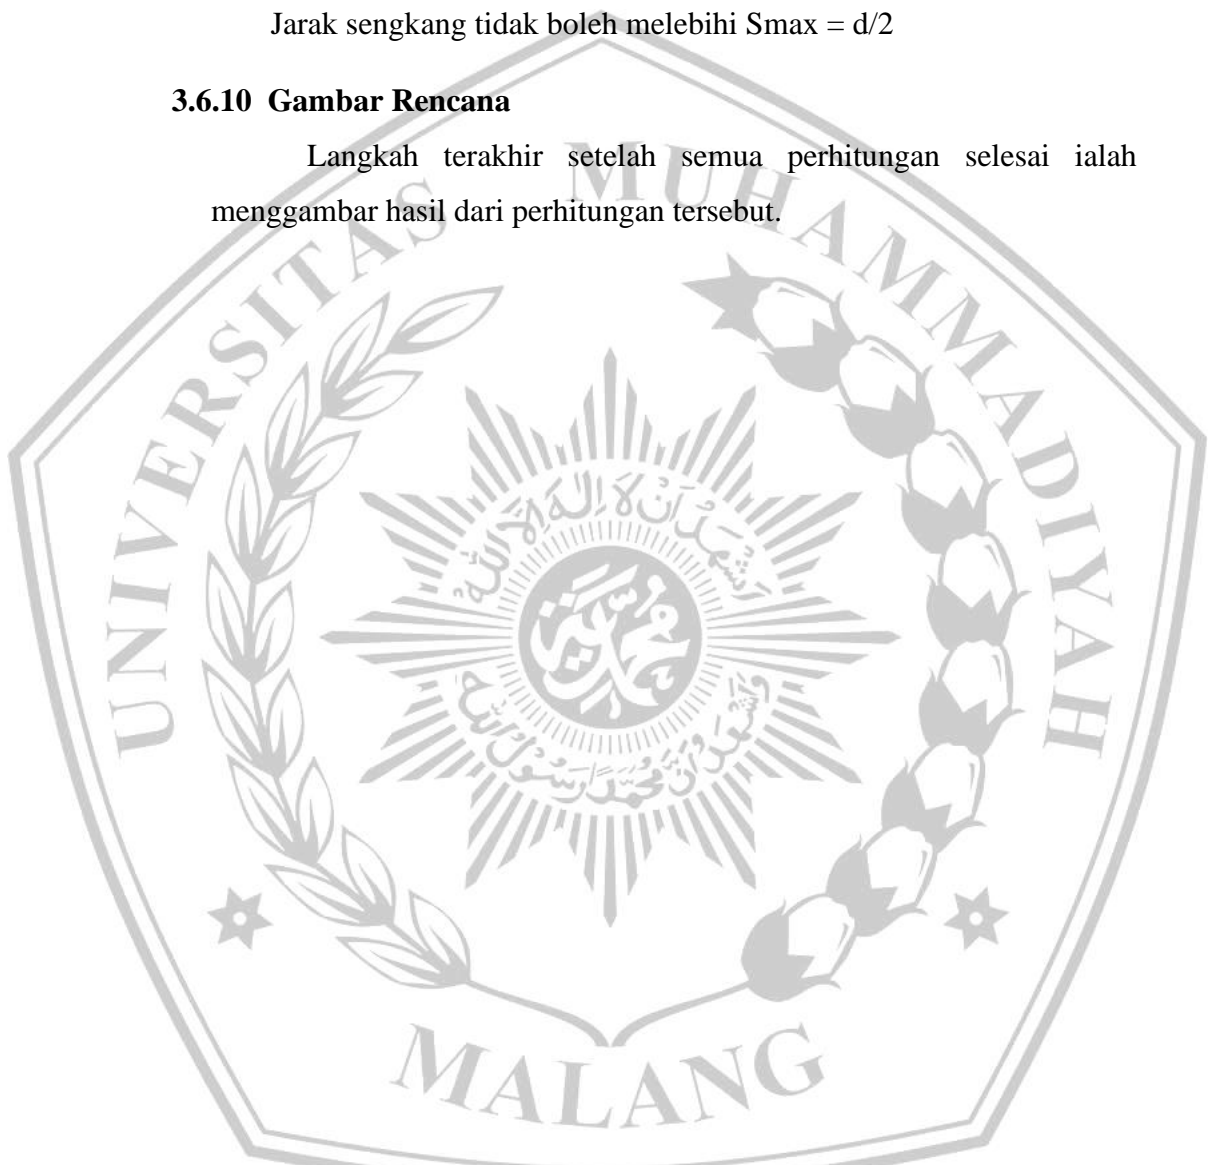 Jarak sengkang tidak boleh melebihi Smax = d/2
3.6.10 Gambar Rencana
Langkah terakhir setelah semua perhitungan selesai ialah
menggambar hasil dari perhitungan tersebut.
UNIVERSITAS MUHAMMADIYAH
MALANG